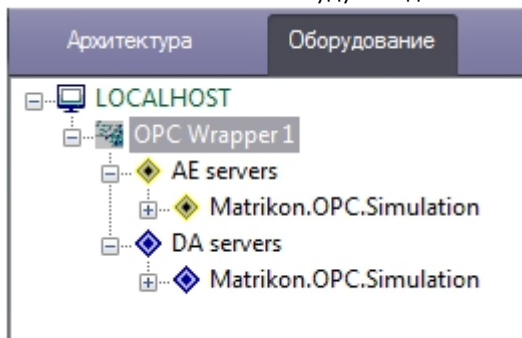 Архитектура Оборудование
LOCALHOST
OPC Wrapper 1
AE servers
Matrikon.OPC.Simulation
DA servers
Matrikon.OPC.Simulation